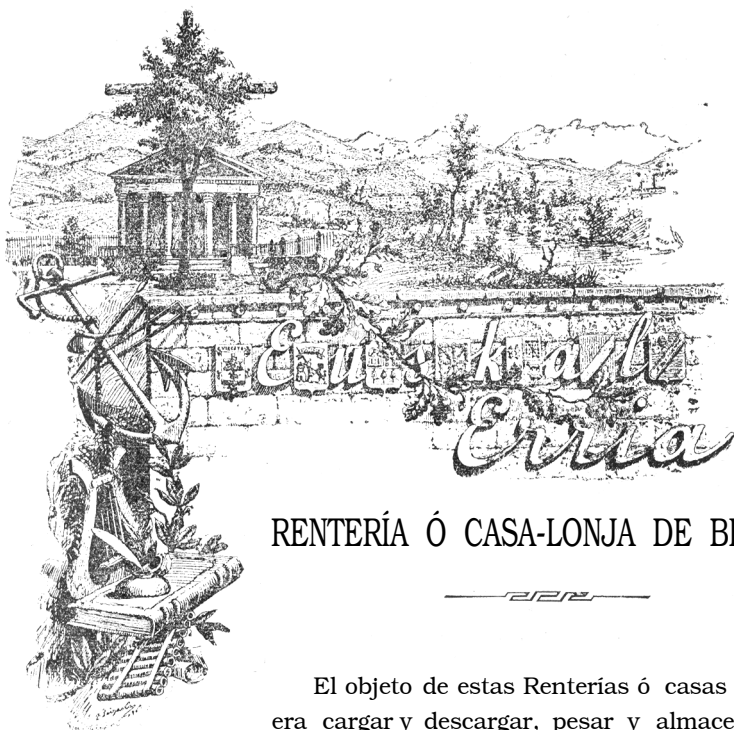 Euskal
Erria
RENTERÍA Ó CASA-LONJA DE
El objeto de estas Renterías ó casas
era cargar y descargar, pesar y